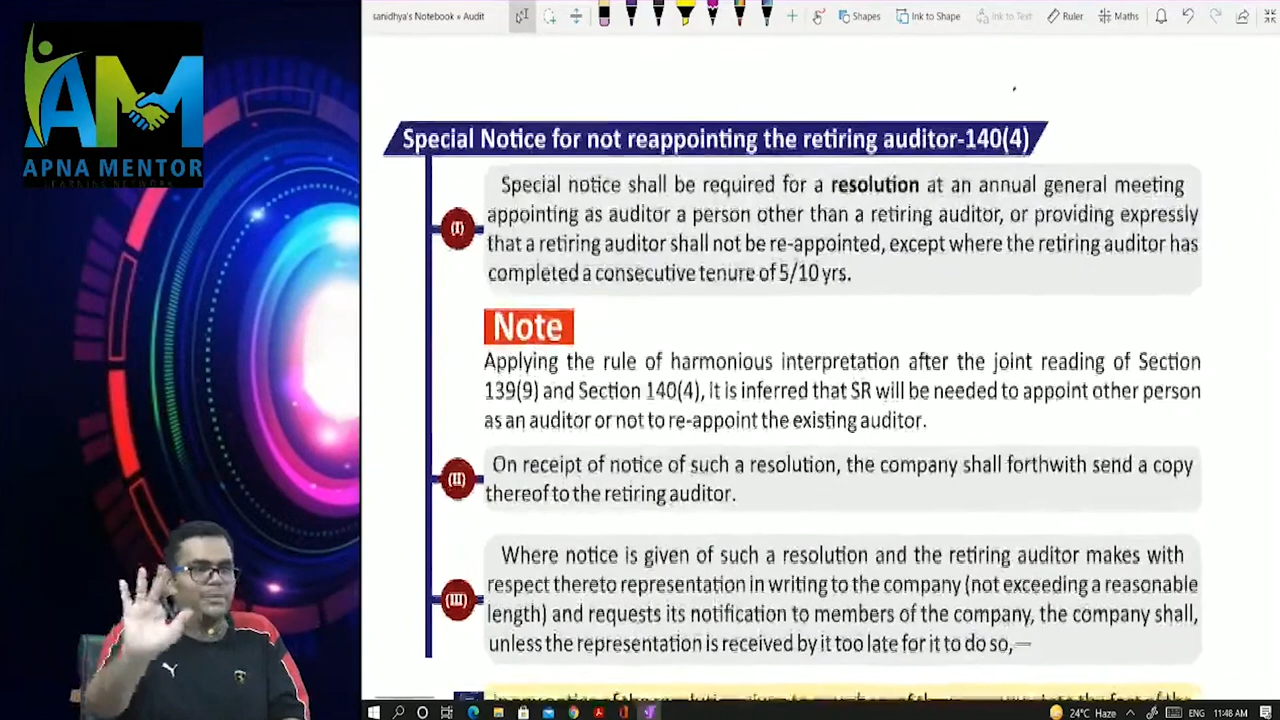 sanidhya's Notebook » Audit
Shapes
Ink to Shape
Ink to Text
Ruler
Maths
AM
APNA MENTOR
LEARNING NETWORK
Special Notice for not reappointing the retiring auditor-140(4)
(I)
Special notice shall be required for a resolution at an annual general meeting
appointing as auditor a person other than a retiring auditor, or providing expressly
that a retiring auditor shall not be re-appointed, except where the retiring auditor has
completed a consecutive tenure of 5/10 yrs.
Note
Applying the rule of harmonious interpretation after the joint reading of Section
139(9) and Section 140(4), it is inferred that SR will be needed to appoint other person
as an auditor or not to re-appoint the existing auditor.
(II)
On receipt of notice of such a resolution, the company shall forthwith send a copy
thereof to the retiring auditor.
(III)
Where notice is given of such a resolution and the retiring auditor makes with
respect thereto representation in writing to the company (not exceeding a reasonable
length) and requests its notification to members of the company, the company shall,
unless the representation is received by it too late for it to do so,—
24°C Haze
ENG
11:48 AM